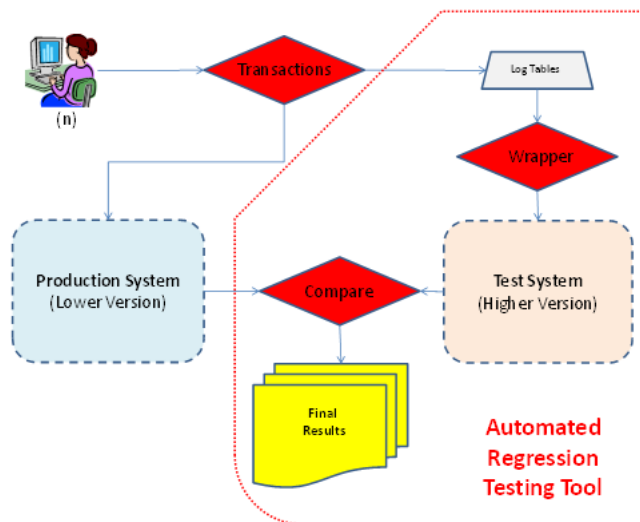 Transactions
Log Tables
(n)
Wrapper
Production System
(Lower Version)
Compare
Test System
(Higher Version)
Final
Results
Automated
Regression
Testing Tool